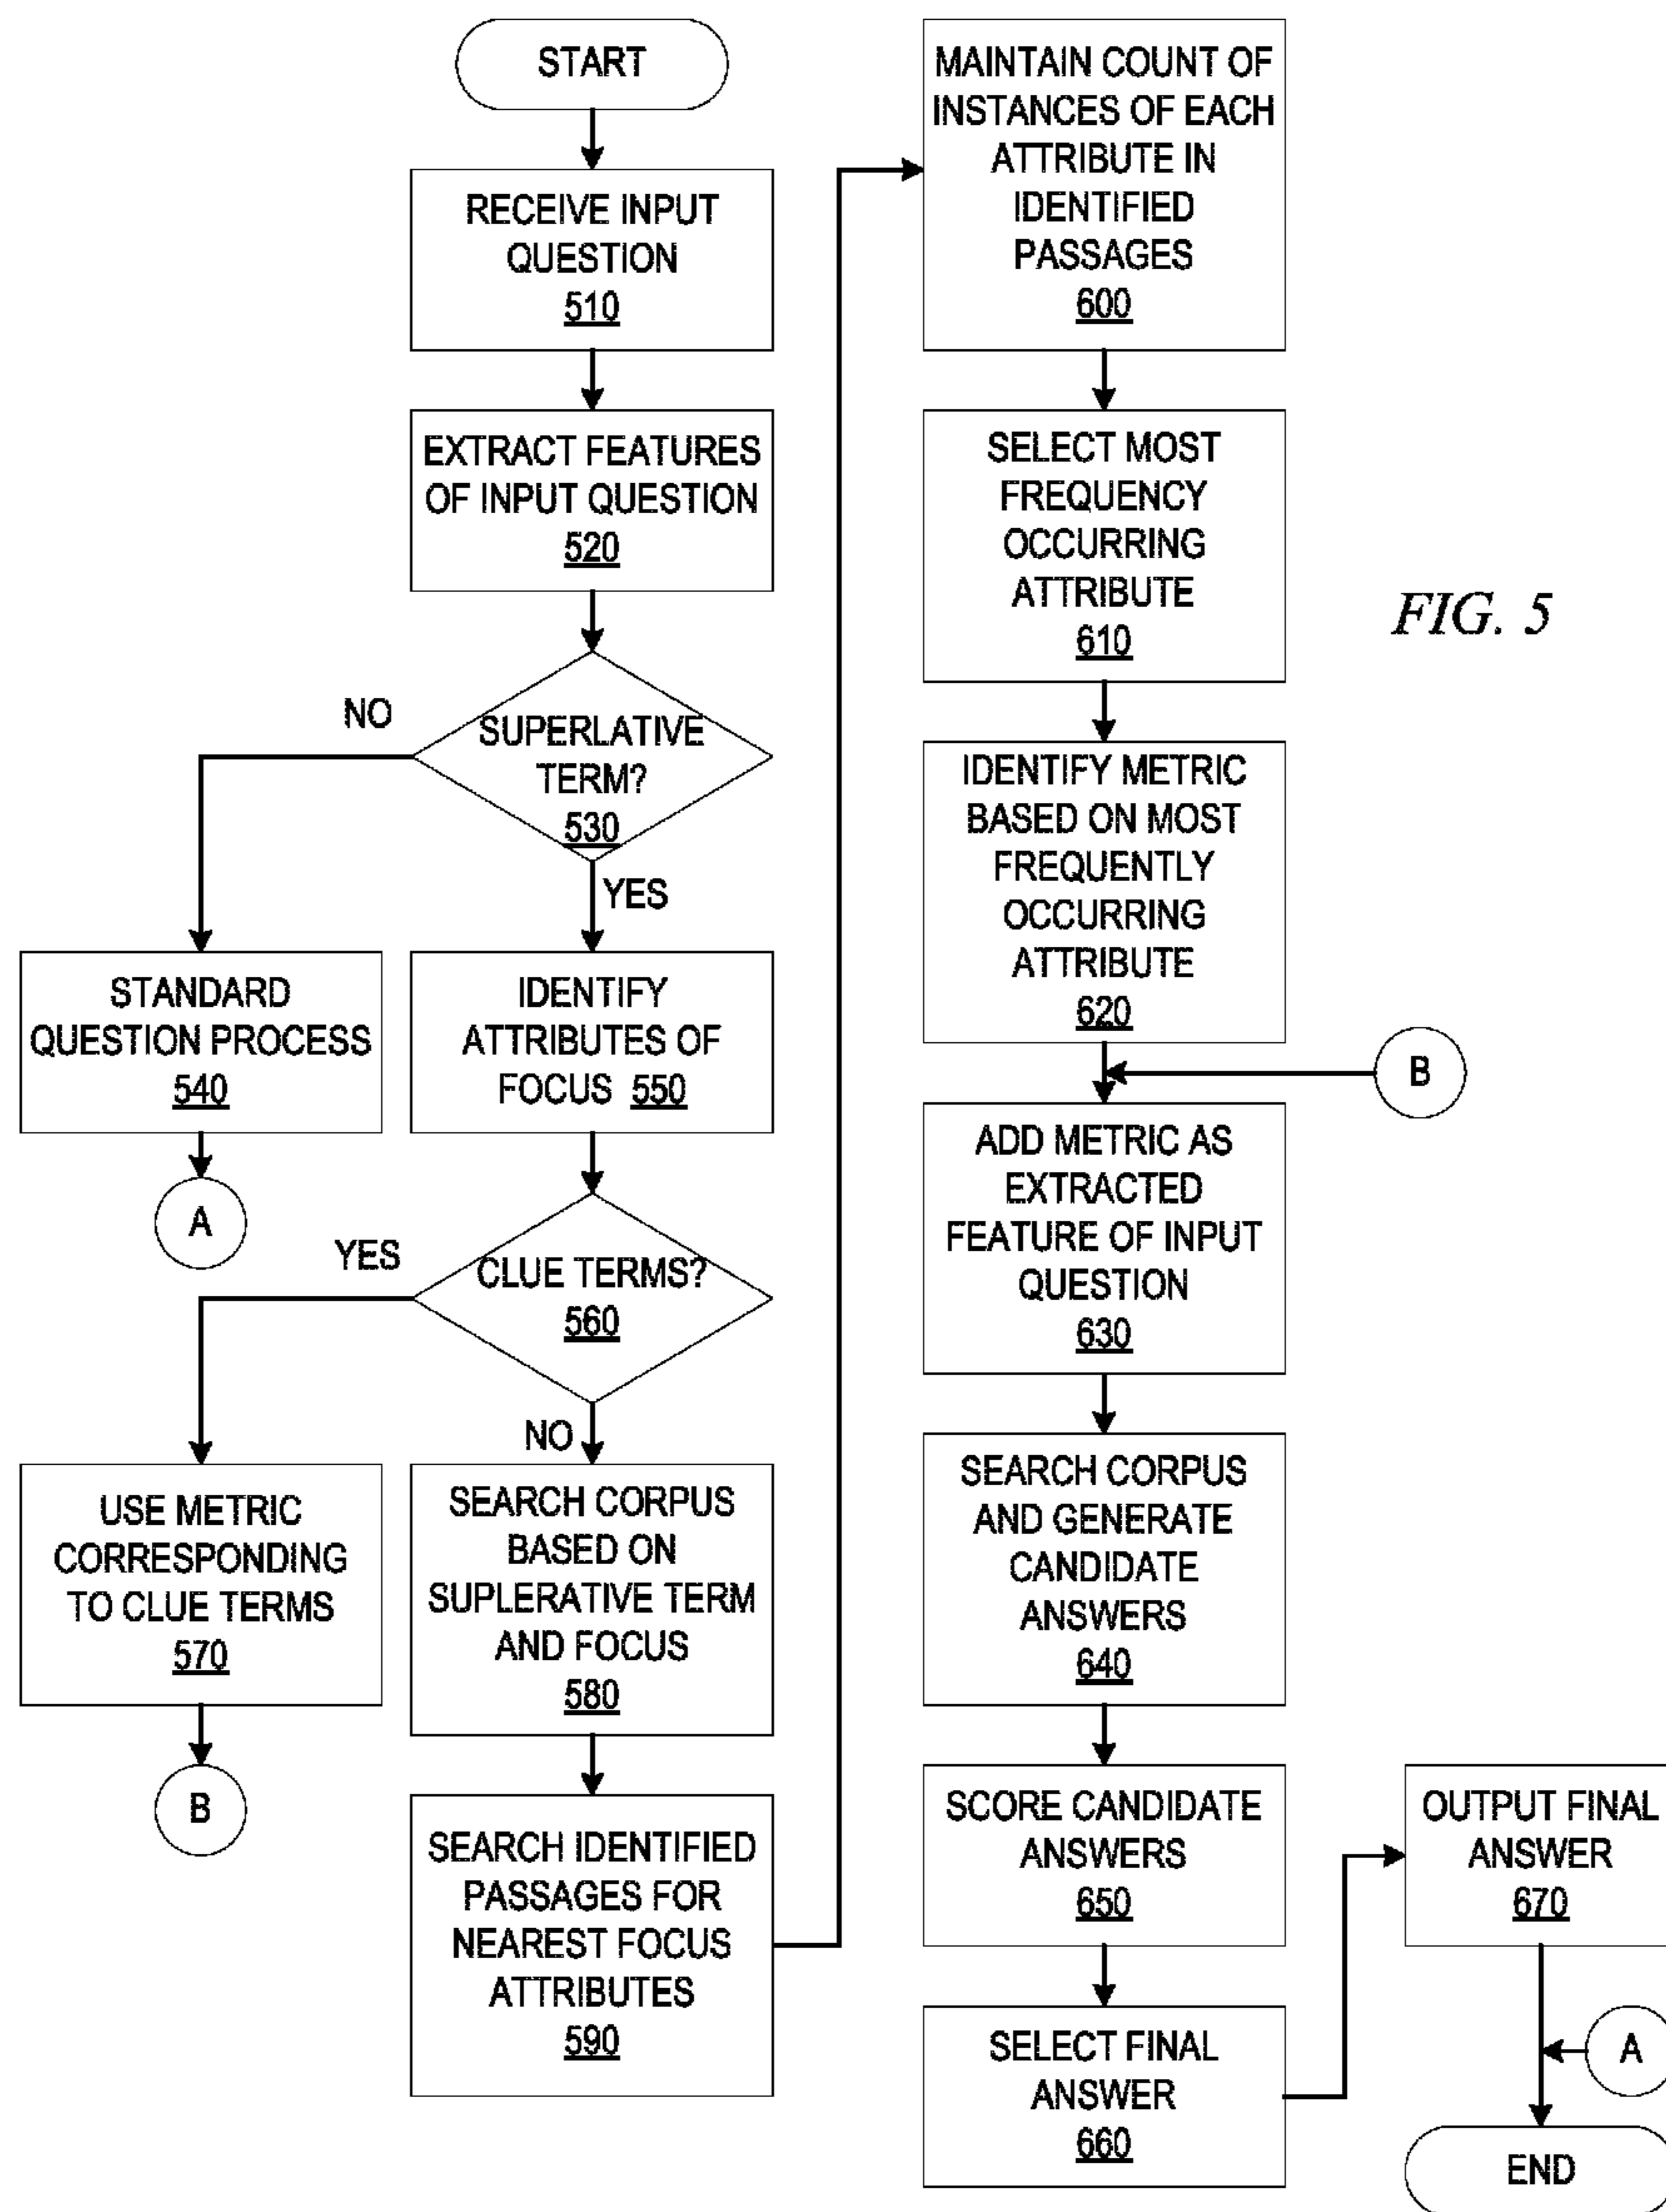 START
RECEIVE INPUT
QUESTION
510
EXTRACT FEATURES
OF INPUT QUESTION
520
SUPERLATIVE
TERM?
530
NO
YES
STANDARD
QUESTION PROCESS
540
A
IDENTIFY
ATTRIBUTES OF
FOCUS 550
CLUE TERMS?
560
YES
NO
USE METRIC
CORRESPONDING
TO CLUE TERMS
570
B
SEARCH CORPUS
BASED ON
SUPLERATIVE TERM
AND FOCUS
580
SEARCH IDENTIFIED
PASSAGES FOR
NEAREST FOCUS
ATTRIBUTES
590
MAINTAIN COUNT OF
INSTANCES OF EACH
ATTRIBUTE IN
IDENTIFIED
PASSAGES
600
SELECT MOST
FREQUENCY
OCCURRING
ATTRIBUTE
610
FIG. 5
IDENTIFY METRIC
BASED ON MOST
FREQUENTLY
OCCURRING
ATTRIBUTE
620
B
ADD METRIC AS
EXTRACTED
FEATURE OF INPUT
QUESTION
630
SEARCH CORPUS
AND GENERATE
CANDIDATE
ANSWERS
640
SCORE CANDIDATE
ANSWERS
650
SELECT FINAL
ANSWER
660
OUTPUT FINAL
ANSWER
670
A
END